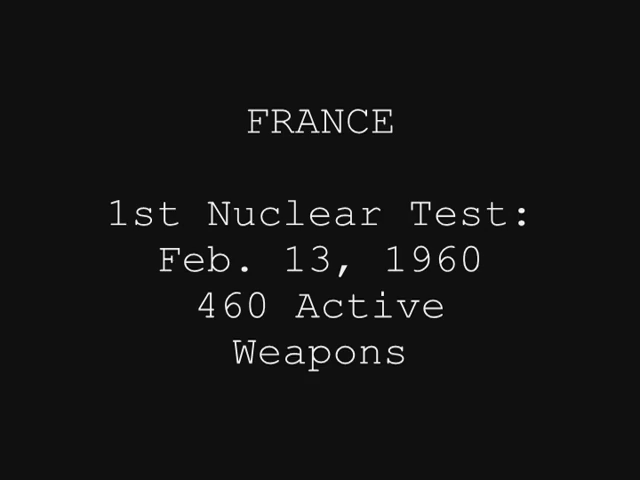 FRANCE
1st Nuclear Test:
Feb. 13, 1960
460 Active
Weapons